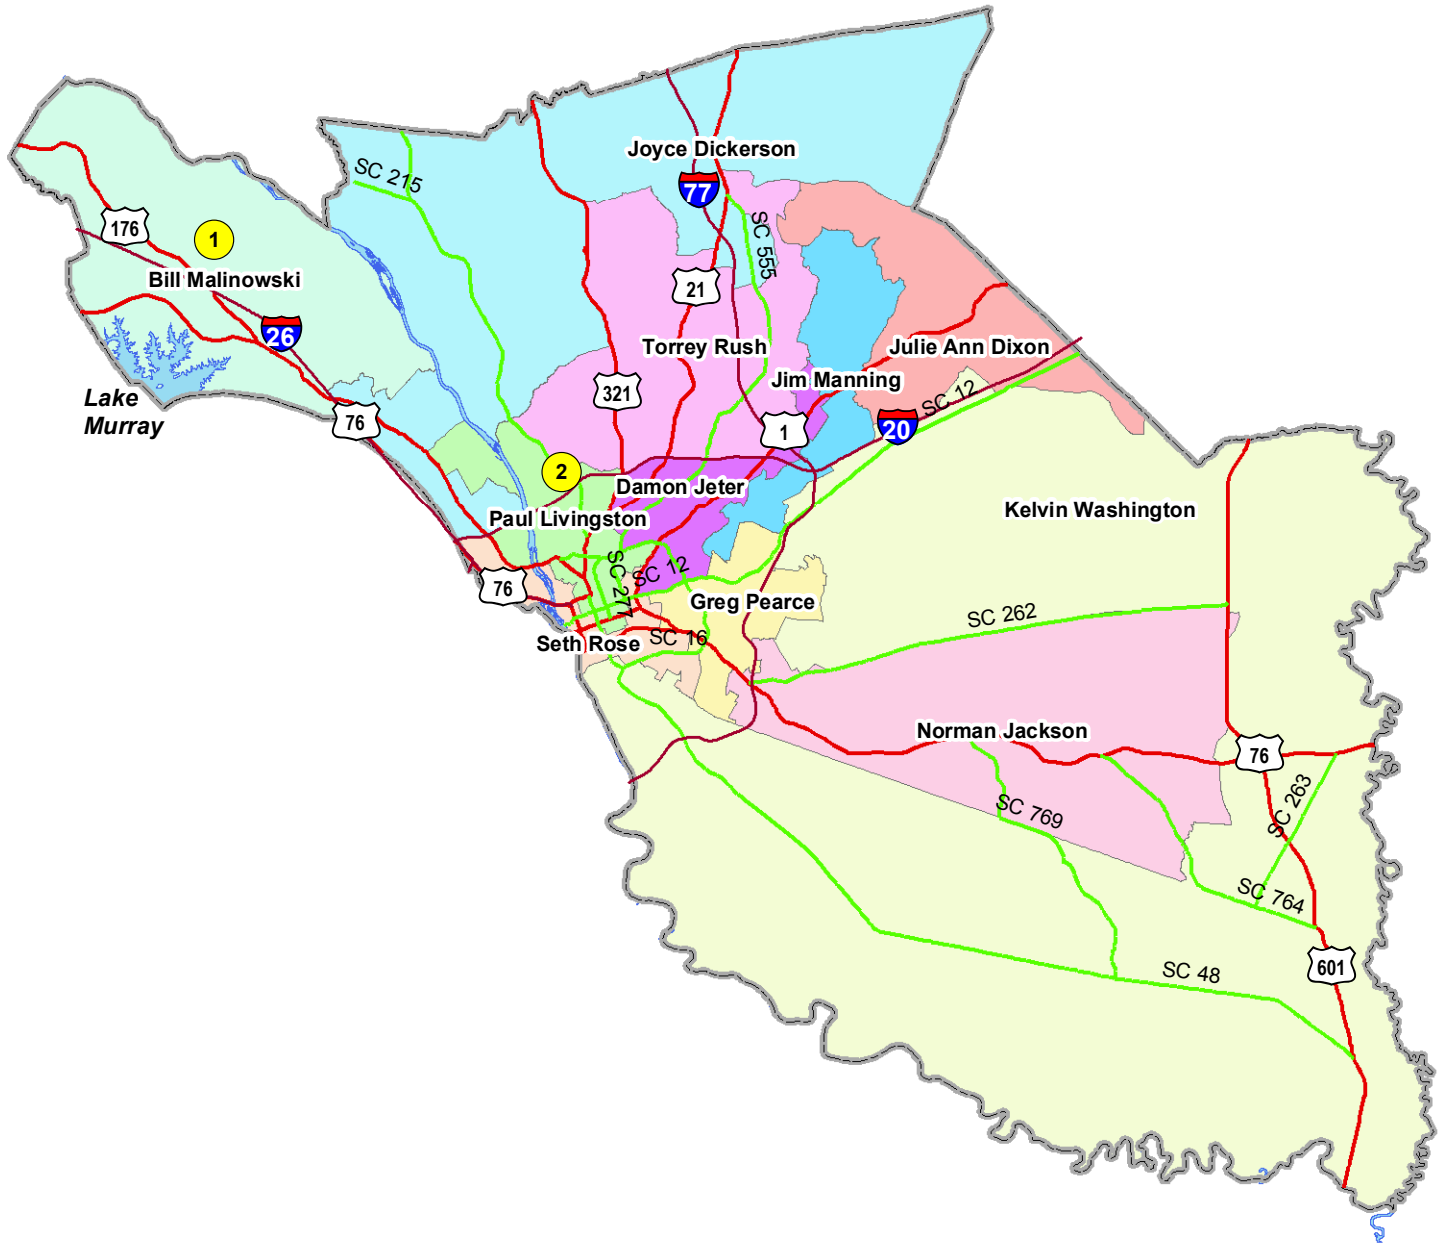 Joyce Dickerson
SC 215
77
176
1
SC 555
Bill Malinowski
21
26
Torrey Rush
Julie Ann Dixon
Jim Manning
321
Lake
Murray
SC 12
76
1
20
2
Damon Jeter
Kelvin Washington
Paul Livingston
SC 277
SC 12
76
Greg Pearce
SC 262
Seth Rose
SC 16
Norman Jackson
76
SC 263
SC 769
SC 764
601
SC 48